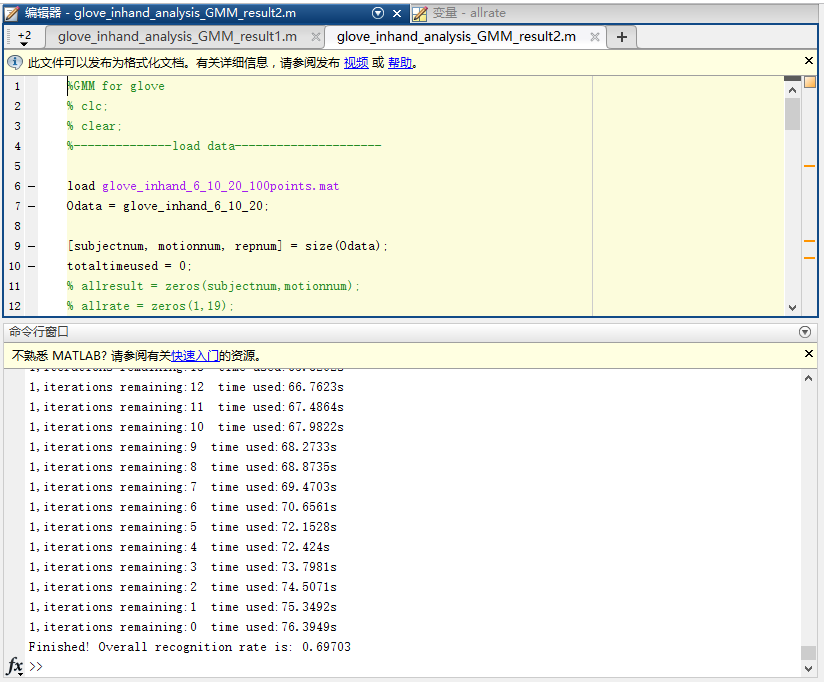 编辑器 - glove_inhand_analysis_GMM_result2.m
变量 - allrate
+2 glove_inhand_analysis_GMM_result1.m glove_inhand_analysis_GMM_result2.m +
此文件可以发布为格式化文档。有关详细信息，请参阅发布 视频 或 帮助。
1 %GMM for glove
2 % clc;
3 % clear;
4 %--------------load data---------------------
5
6 – load glove_inhand_6_10_20_100points.mat
7 – Odata = glove_inhand_6_10_20;
8
9 – [subjectnum, motionnum, repnum] = size(Odata);
10 – totaltimeused = 0;
11 % allresult = zeros(subjectnum,motionnum);
12 % allrate = zeros(1,19);
命令行窗口
不熟悉 MATLAB? 请参阅有关快速入门的资源。
1,iterations remaining:12  time used:66.7623s
1,iterations remaining:11  time used:67.4864s
1,iterations remaining:10  time used:67.9822s
1,iterations remaining:9  time used:68.2733s
1,iterations remaining:8  time used:68.8735s
1,iterations remaining:7  time used:69.4703s
1,iterations remaining:6  time used:70.6561s
1,iterations remaining:5  time used:72.1528s
1,iterations remaining:4  time used:72.424s
1,iterations remaining:3  time used:73.7981s
1,iterations remaining:2  time used:74.5071s
1,iterations remaining:1  time used:75.3492s
1,iterations remaining:0  time used:76.3949s
Finished! Overall recognition rate is: 0.69703
fx >>